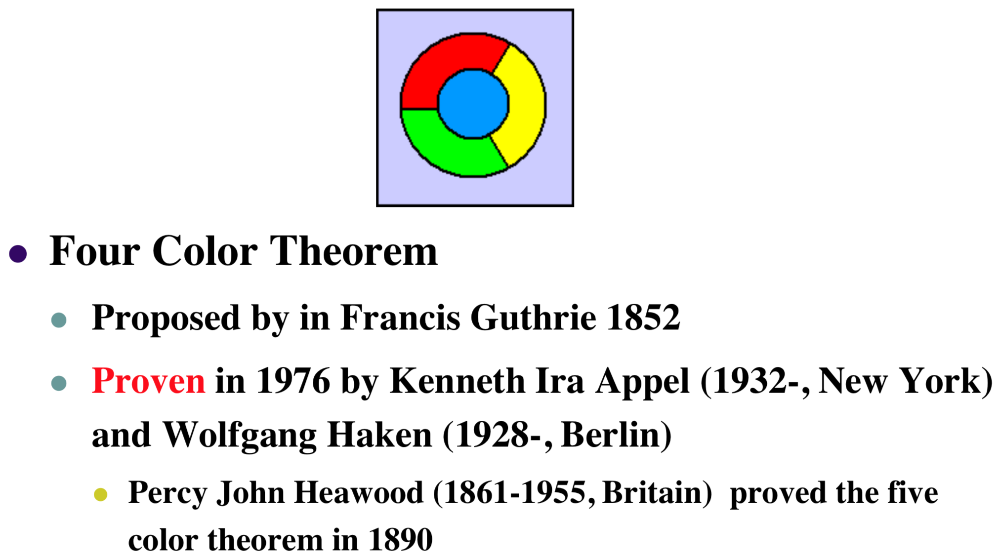 Four Color Theorem
Proposed by in Francis Guthrie 1852
Proven in 1976 by Kenneth Ira Appel (1932-, New York)
and Wolfgang Haken (1928-, Berlin)
Percy John Heawood (1861-1955, Britain)  proved the five
color theorem in 1890